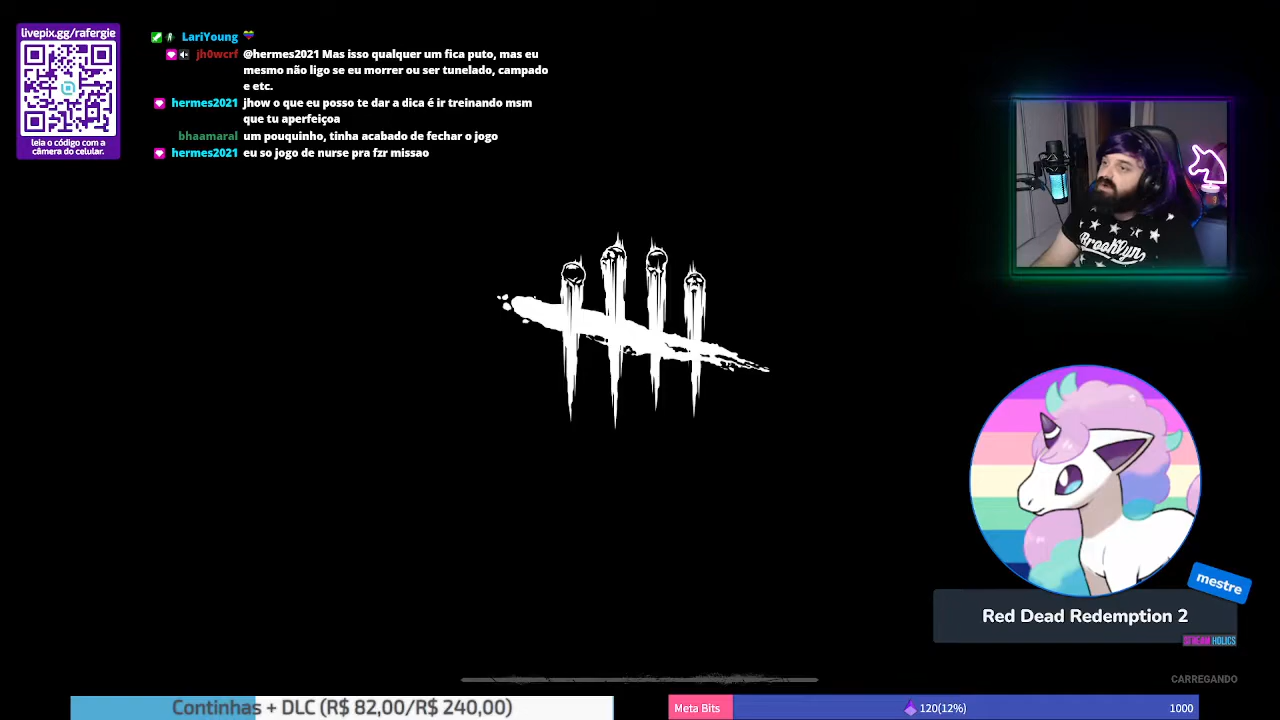 livepix.gg/rafergie
leia o código com a
câmera do celular.
LariYoung
jh0wcrf @hermes2021 Mas isso qualquer um fica puto, mas eu
mesmo não ligo se eu morrer ou ser tunelado, campado
e etc.
hermes2021 jhow o que eu posso te dar a dica é ir treinando msm
que tu aperfeiçoa
bhaamaral um pouquinho, tinha acabado de fechar o jogo
hermes2021 eu so jogo de nurse pra fzr missao
Brooklyn
mestre
Red Dead Redemption 2
STREAM HOLICS
CARREGANDO
Continhas + DLC (R$ 82,00/R$ 240,00)
Meta Bits 120(12%) 1000